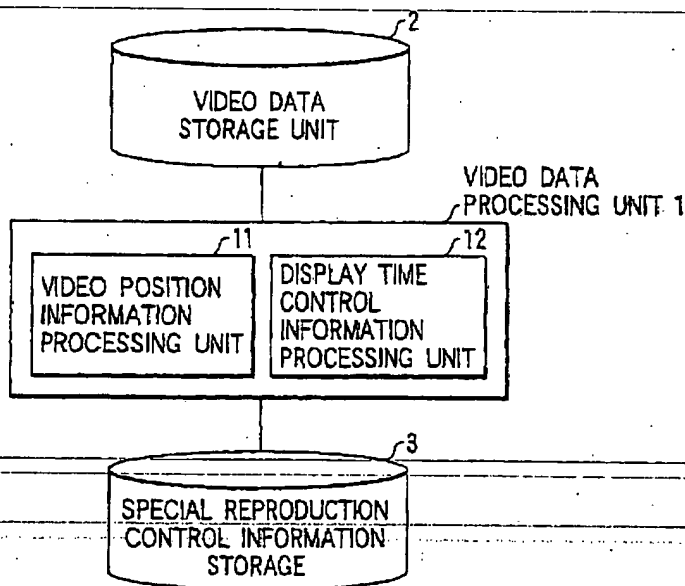 2
VIDEO DATA
STORAGE UNIT
VIDEO DATA
PROCESSING UNIT 1
11
VIDEO POSITION
INFORMATION
PROCESSING UNIT
12
DISPLAY TIME
CONTROL
INFORMATION
PROCESSING UNIT
3
SPECIAL REPRODUCTION
CONTROL INFORMATION
STORAGE